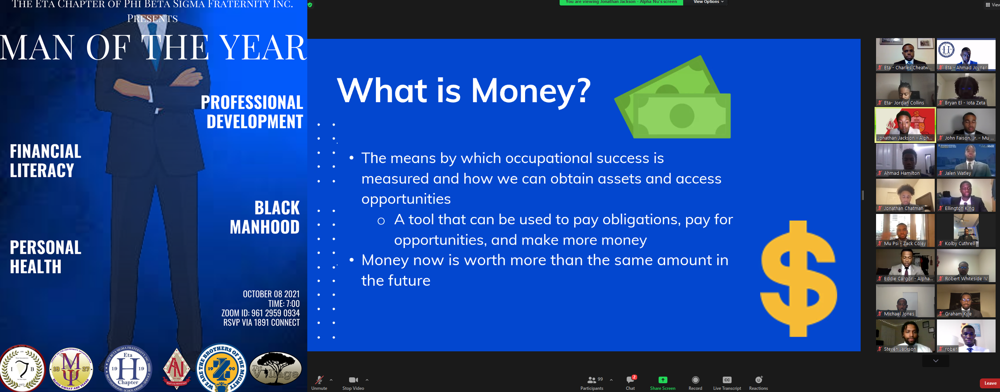 THE ETA CHAPTER OF PHI BETA SIGMA FRATERNITY INC.
PRESENTS
MAN OF THE YEAR
PROFESSIONAL
DEVELOPMENT
FINANCIAL
LITERACY
BLACK
MANHOOD
PERSONAL
HEALTH
OCTOBER 08 2021
TIME: 7:00
ZOOM ID: 961 2959 0934
RSVP VIA 1891 CONNECT
I B
1972
19 27
BLOOD SWEAT AND TEARS
PHI BETA SIGMA FRATERNITY, INC.
Eta
19 H 19
Chapter
BROTHERHOOD · SCHOLARSHIP · SERVICE
AN
WE ARE THE BROTHERS OF THE MIGHTY
19 Z 90
The
Village
You are viewing Jonathan Jackson - Alpha Nu's screen
View Options
View
What is Money?
• The means by which occupational success is
measured and how we can obtain assets and access
opportunities
o A tool that can be used to pay obligations, pay for
opportunities, and make more money
• Money now is worth more than the same amount in
the future
$
Eta - Charles Cheatw...
Eta - Ahmad Joyner
Eta- Jordan Collins
Bryan El - Iota Zeta
Jonathan Jackson - Alph...
John Faison, Jr. - Mu ...
Ahmad Hamilton
Jalen Watley
Jonathan Chatman
Ellington King
Mu Psi - Zack Coley
Kolby Cuthrell
Eddie Cargor - Alpha...
Robert Whiteside IV
Michael Jones
Graham Kyle
Steven Jackson
rober
Unmute
Stop Video
99
Participants
2
Chat
Share Screen
Record
CC
Live Transcript
Reactions
Leave